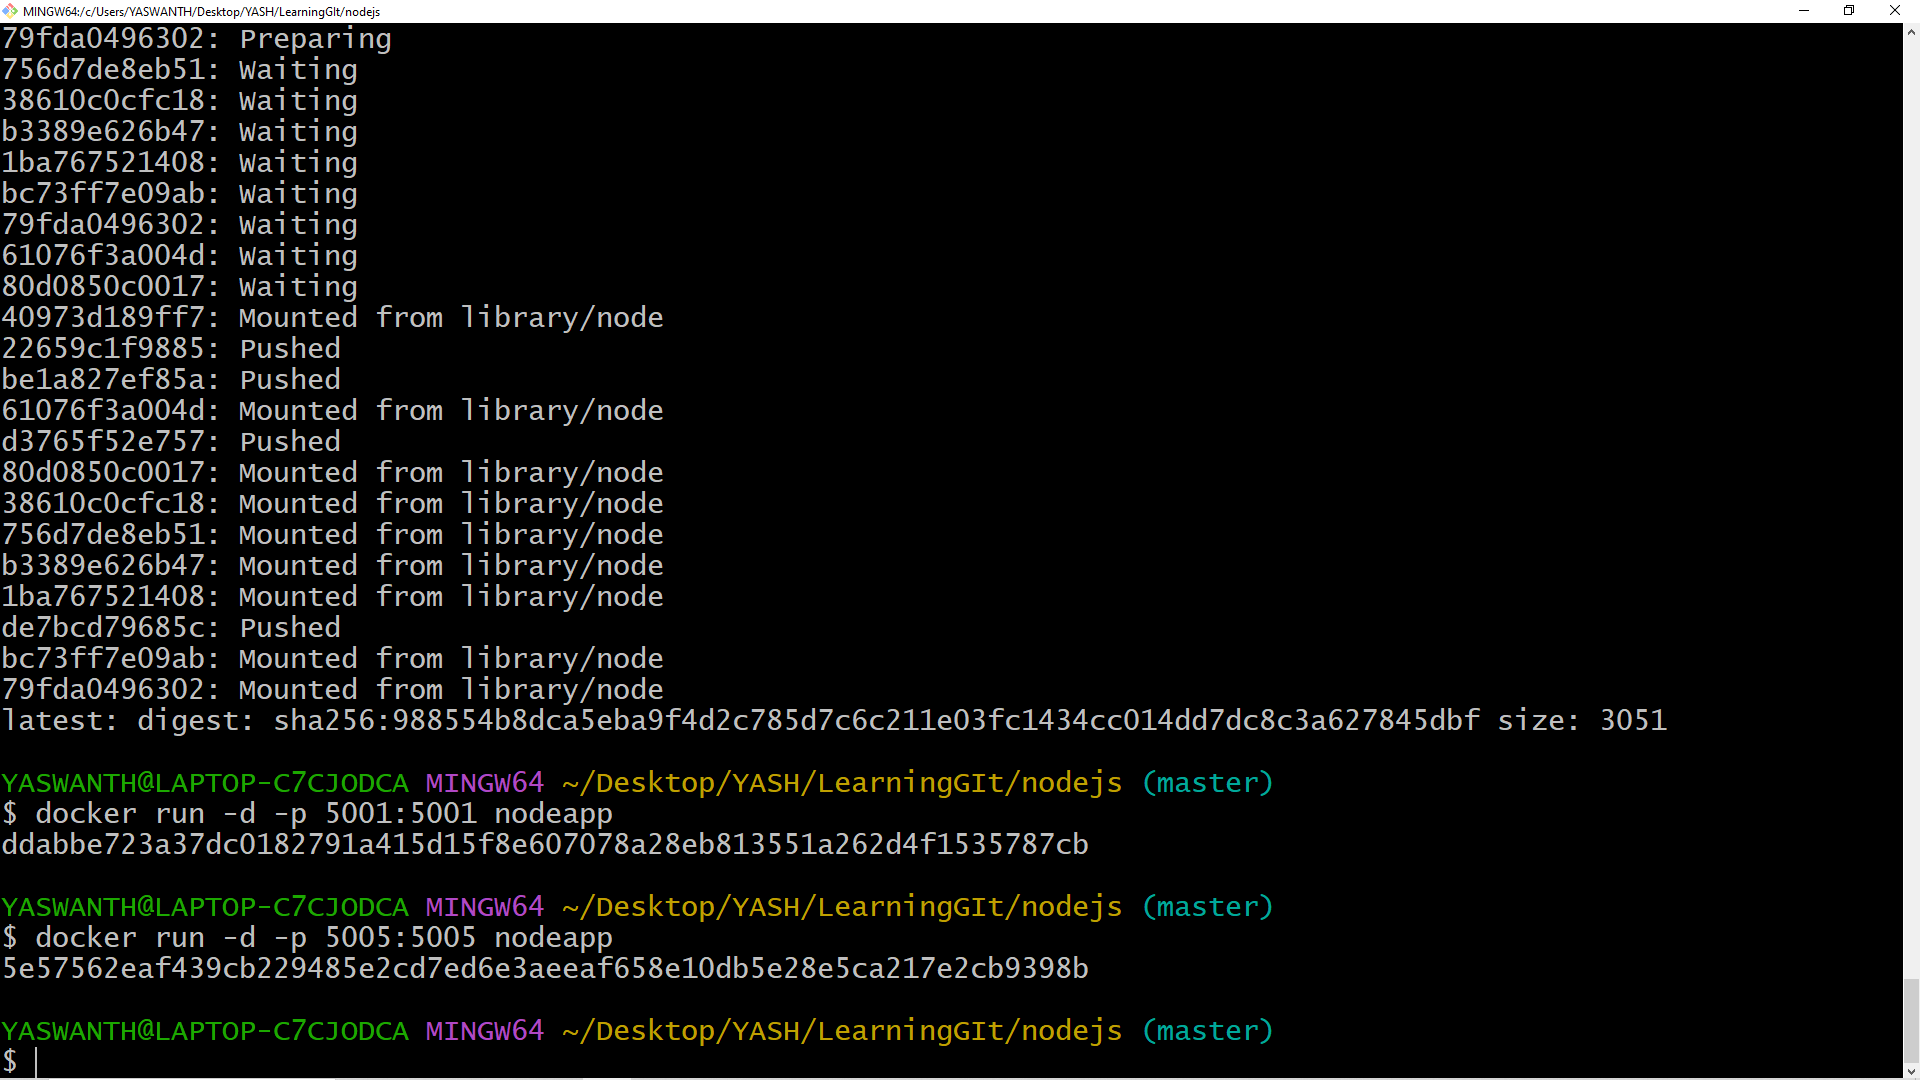 MINGW64:/c/Users/YASWANTH/Desktop/YASH/LearningGIt/nodejs
79fda0496302: Preparing
756d7de8eb51: Waiting
38610c0cfc18: Waiting
b3389e626b47: Waiting
1ba767521408: Waiting
bc73ff7e09ab: Waiting
79fda0496302: Waiting
61076f3a004d: Waiting
80d0850c0017: Waiting
40973d189ff7: Mounted from library/node
22659c1f9885: Pushed
be1a827ef85a: Pushed
61076f3a004d: Mounted from library/node
d3765f52e757: Pushed
80d0850c0017: Mounted from library/node
38610c0cfc18: Mounted from library/node
756d7de8eb51: Mounted from library/node
b3389e626b47: Mounted from library/node
1ba767521408: Mounted from library/node
de7bcd79685c: Pushed
bc73ff7e09ab: Mounted from library/node
79fda0496302: Mounted from library/node
latest: digest: sha256:988554b8dca5eba9f4d2c785d7c6c211e03fc1434cc014dd7dc8c3a627845dbf size: 3051
YASWANTH@LAPTOP-C7CJODCA MINGW64 ~/Desktop/YASH/LearningGIt/nodejs (master)
$ docker run -d -p 5001:5001 nodeapp
ddabbe723a37dc0182791a415d15f8e607078a28eb813551a262d4f1535787cb
YASWANTH@LAPTOP-C7CJODCA MINGW64 ~/Desktop/YASH/LearningGIt/nodejs (master)
$ docker run -d -p 5005:5005 nodeapp
5e57562eaf439cb229485e2cd7ed6e3aeeaf658e10db5e28e5ca217e2cb9398b
YASWANTH@LAPTOP-C7CJODCA MINGW64 ~/Desktop/YASH/LearningGIt/nodejs (master)
$